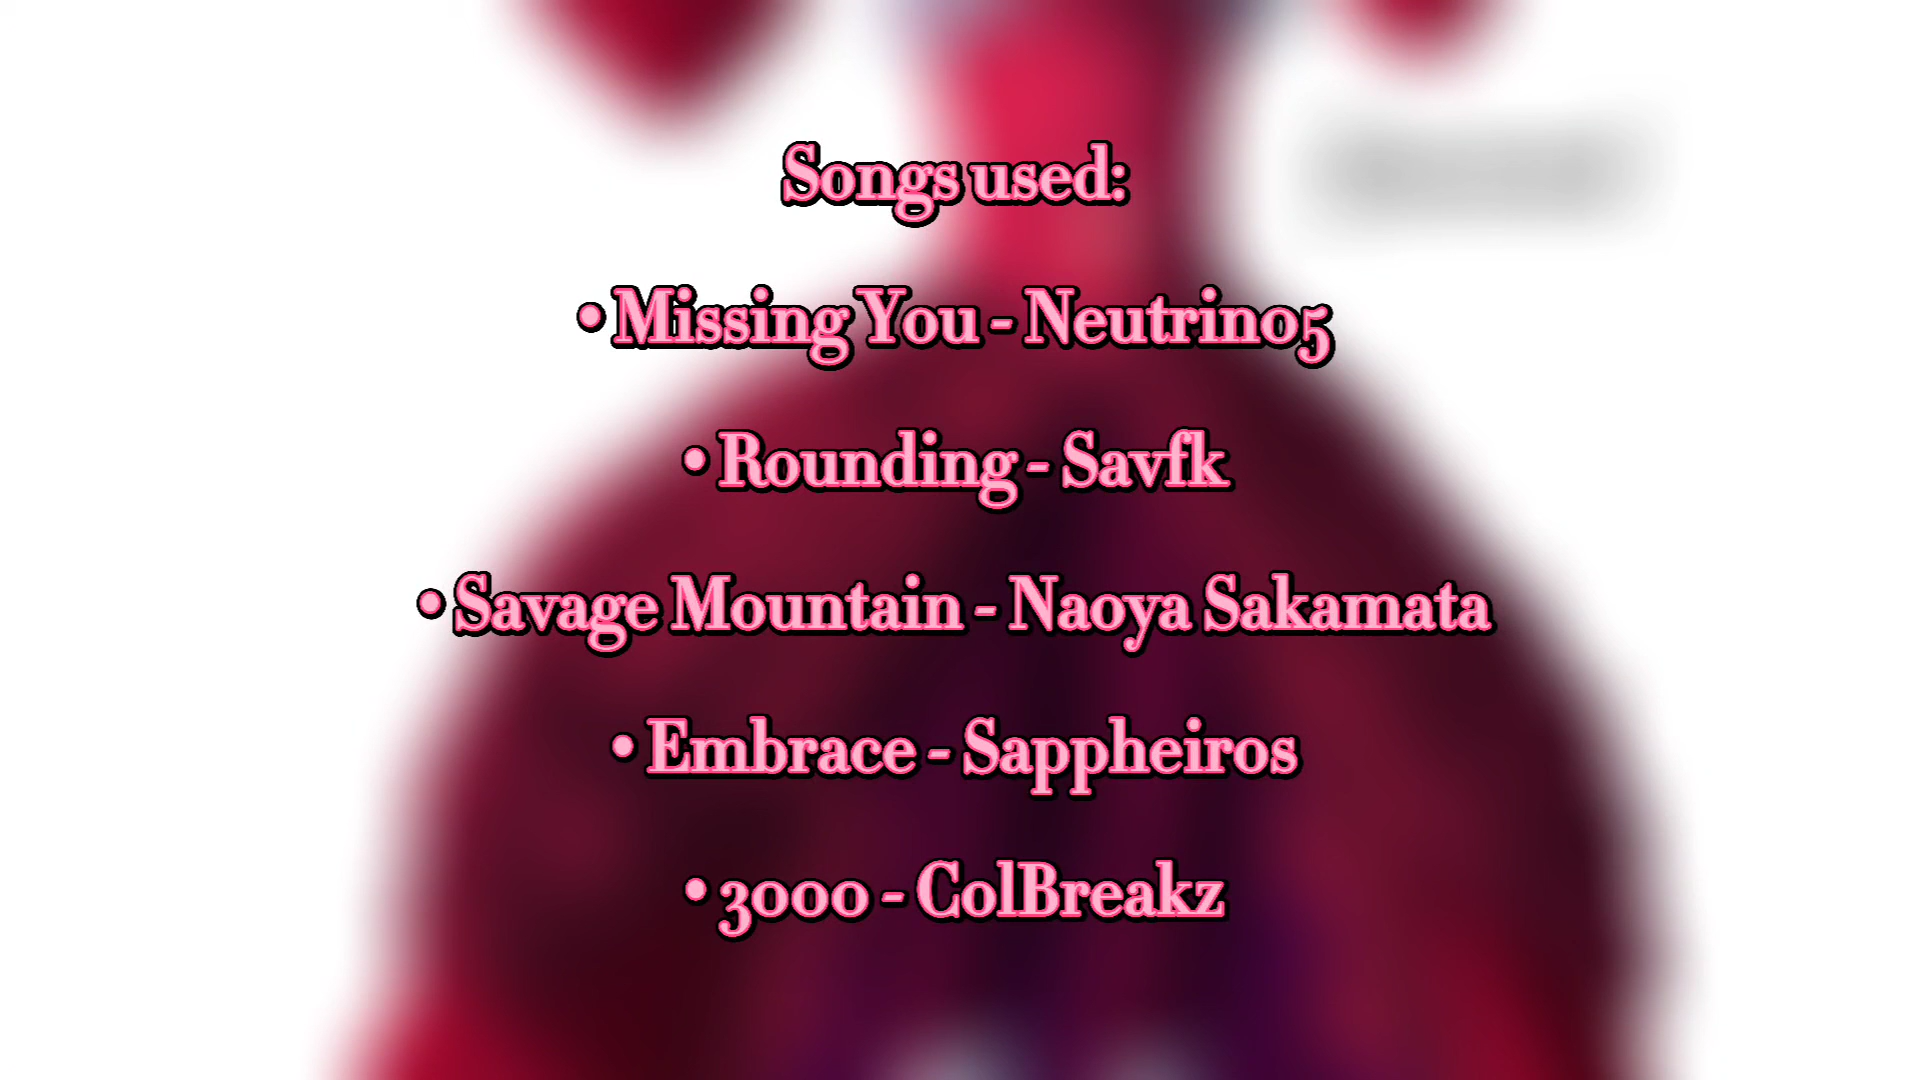 Songs used:
• Missing You - Neutrino5
• Rounding - Savfk
• Savage Mountain - Naoya Sakamata
• Embrace - Sappheiros
• 3000 - ColBreakz